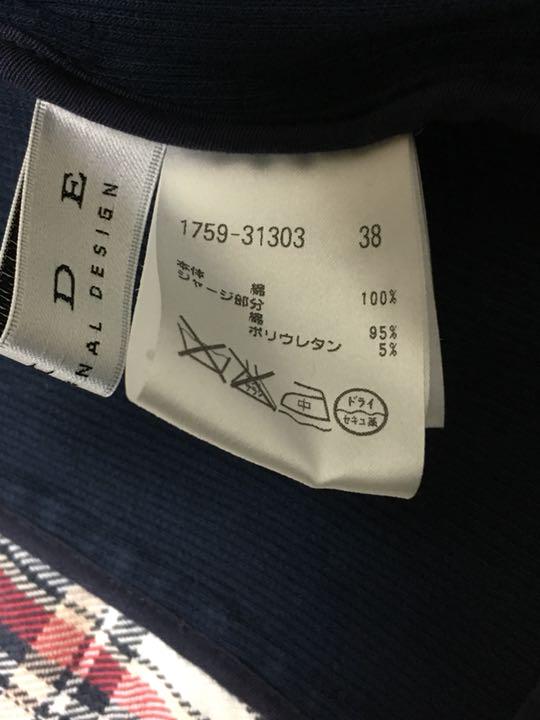 D E
NAL DESIGN
1759-31303 38
本体
綿 100%
ジャージ部分
綿 95%
ポリウレタン 5%
中
ドライ
セキユ系